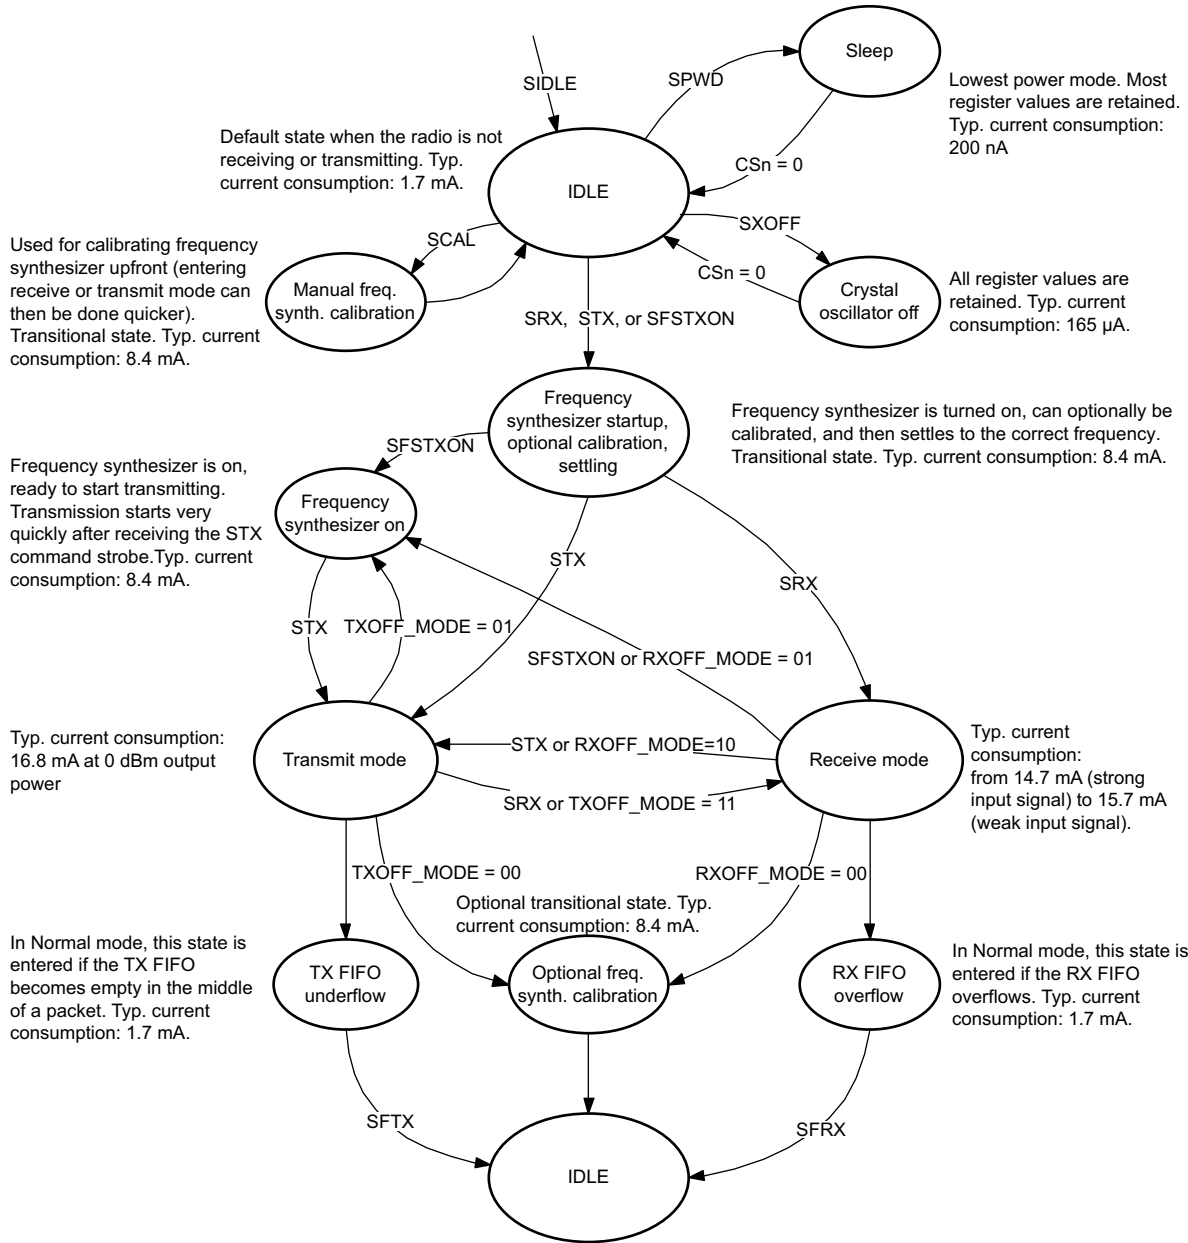 Sleep
SPWD
SIDLE
Lowest power mode. Most
register values are retained.
Typ. current consumption:
200 nA
Default state when the radio is not
receiving or transmitting. Typ.
current consumption: 1.7 mA.
CSn = 0
IDLE
SXOFF
SCAL
CSn = 0
Used for calibrating frequency
synthesizer upfront (entering
receive or transmit mode can
then be done quicker).
Transitional state. Typ. current
consumption: 8.4 mA.
Manual freq.
synth. calibration
Crystal
oscillator off
All register values are
retained. Typ. current
consumption: 165 µA.
SRX, STX, or SFSTXON
Frequency
synthesizer startup,
optional calibration,
settling
Frequency synthesizer is turned on, can optionally be
calibrated, and then settles to the correct frequency.
Transitional state. Typ. current consumption: 8.4 mA.
SFSTXON
Frequency synthesizer is on,
ready to start transmitting.
Transmission starts very
quickly after receiving the STX
command strobe.Typ. current
consumption: 8.4 mA.
Frequency
synthesizer on
STX
SRX
STX
TXOFF_MODE = 01
SFSTXON or RXOFF_MODE = 01
Typ. current consumption:
16.8 mA at 0 dBm output
power
Transmit mode
STX or RXOFF_MODE=10
SRX or TXOFF_MODE = 11
Receive mode
Typ. current
consumption:
from 14.7 mA (strong
input signal) to 15.7 mA
(weak input signal).
TXOFF_MODE = 00
RXOFF_MODE = 00
Optional transitional state. Typ.
current consumption: 8.4 mA.
In Normal mode, this state is
entered if the TX FIFO
becomes empty in the middle
of a packet. Typ. current
consumption: 1.7 mA.
TX FIFO
underflow
Optional freq.
synth. calibration
RX FIFO
overflow
In Normal mode, this state is
entered if the RX FIFO
overflows. Typ. current
consumption: 1.7 mA.
SFTX
SFRX
IDLE